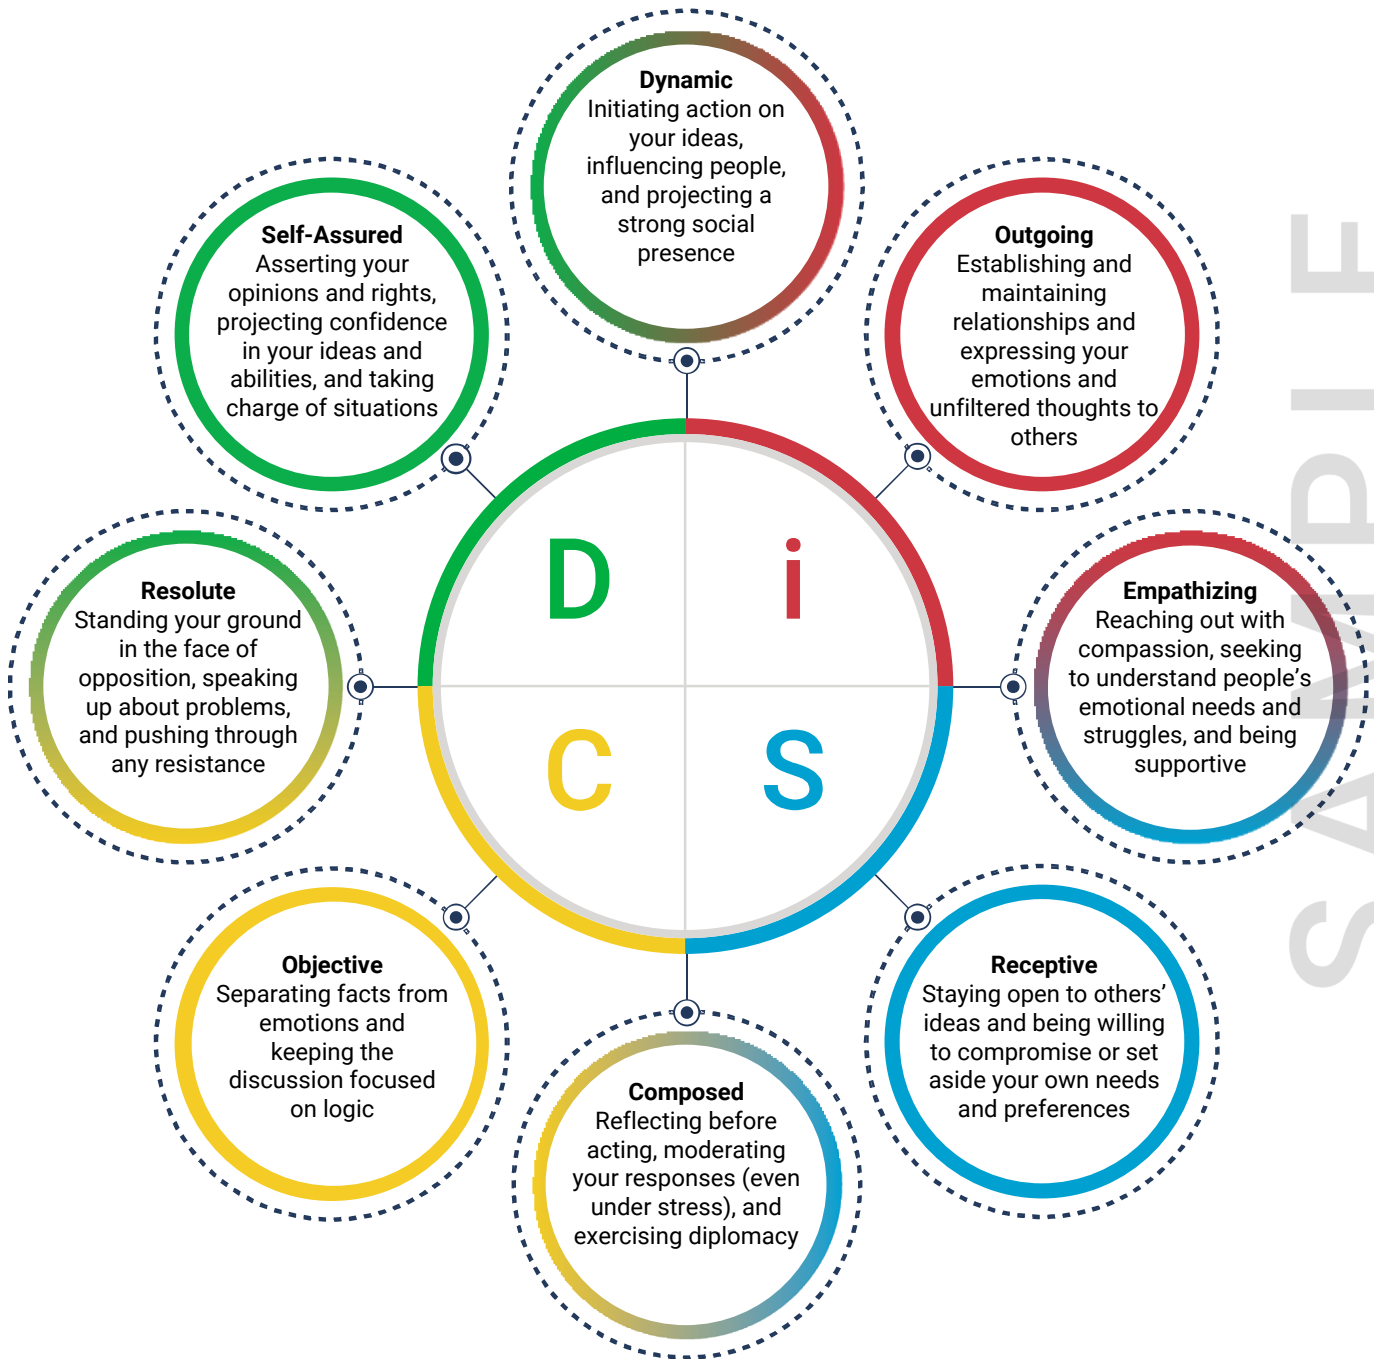 Dynamic
Initiating action on
your ideas,
influencing people,
and projecting a
strong social
presence
Self-Assured
Asserting your
opinions and rights,
projecting confidence
in your ideas and
abilities, and taking
charge of situations
Outgoing
Establishing and
maintaining
relationships and
expressing your
emotions and
unfiltered thoughts to
others
Resolute
Standing your ground
in the face of
opposition, speaking
up about problems,
and pushing through
any resistance
D
i
C
S
Empathizing
Reaching out with
compassion, seeking
to understand people’s
emotional needs and
struggles, and being
supportive
Objective
Separating facts from
emotions and
keeping the
discussion focused
on logic
Composed
Reflecting before
acting, moderating
your responses (even
under stress), and
exercising diplomacy
Receptive
Staying open to others’
ideas and being willing
to compromise or set
aside your own needs
and preferences
SAMPLE